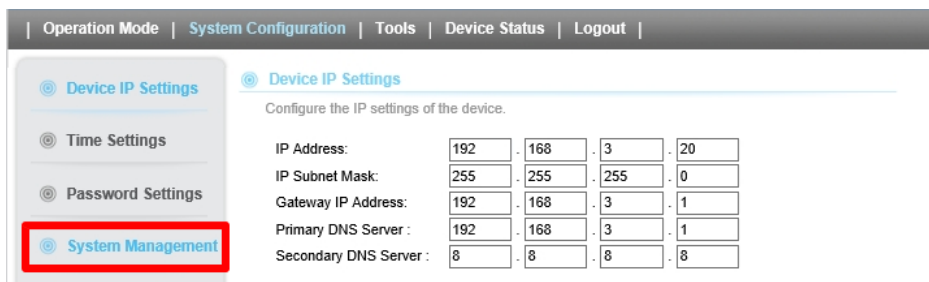 | Operation Mode | System Configuration | Tools | Device Status | Logout |
Device IP Settings
Time Settings
Password Settings
System Management
Device IP Settings
Configure the IP settings of the device.
IP Address: 192 . 168 . 3 . 20
IP Subnet Mask: 255 . 255 . 255 . 0
Gateway IP Address: 192 . 168 . 3 . 1
Primary DNS Server : 192 . 168 . 3 . 1
Secondary DNS Server : 8 . 8 . 8 . 8